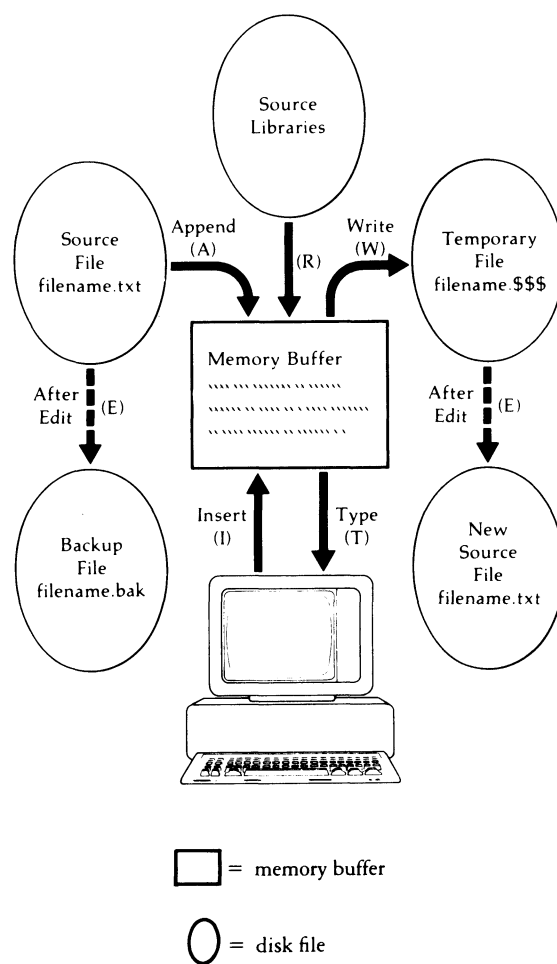 Source
Libraries
Source
File
filename.txt
Append
(A)
(R)
Write
(W)
Temporary
File
filename.$$$
Memory Buffer
After
Edit
(E)
After
Edit
(E)
Backup
File
filename.bak
Insert
(I)
Type
(T)
New
Source
File
filename.txt
= memory buffer
= disk file